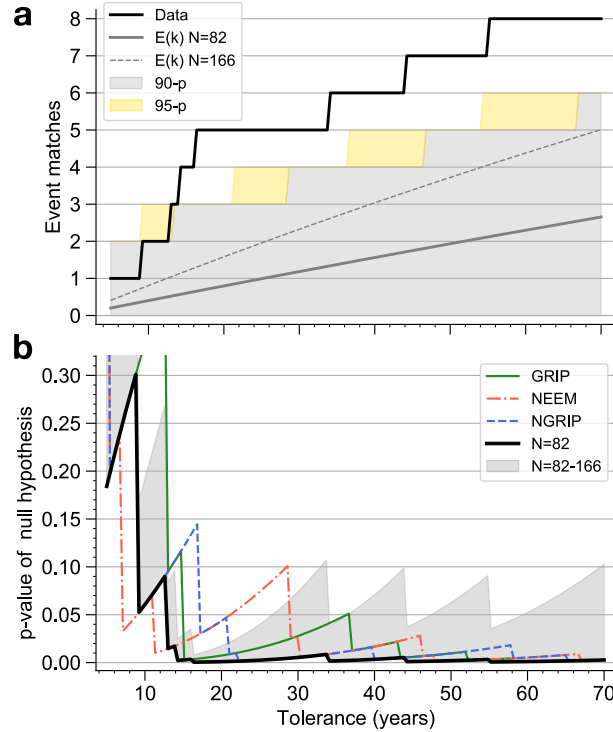 a
8
7
6
5
4
3
2
1
0
Event matches
Data
E(k) N=82
E(k) N=166
90-p
95-p
b
0.30
0.25
0.20
0.15
0.10
0.05
0.00
p-value of null hypothesis
GRIP
NEEM
NGRIP
N=82
N=82-166
10 20 30 40 50 60 70
Tolerance (years)